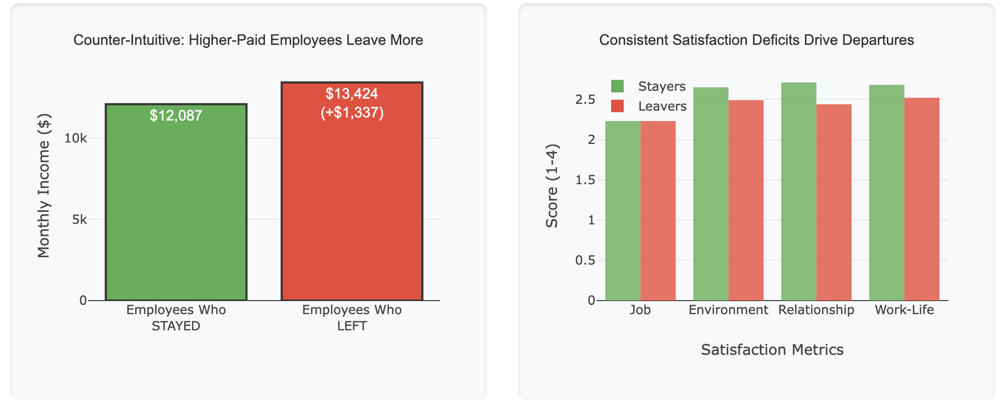 Counter-Intuitive: Higher-Paid Employees Leave More
Monthly Income ($)
10k
5k
0
$12,087
$13,424
(+$1,337)
Employees Who
STAYED
Employees Who
LEFT
Consistent Satisfaction Deficits Drive Departures
Stayers
Leavers
Score (1-4)
2.5
2
1.5
1
0.5
0
Job
Environment
Relationship
Work-Life
Satisfaction Metrics